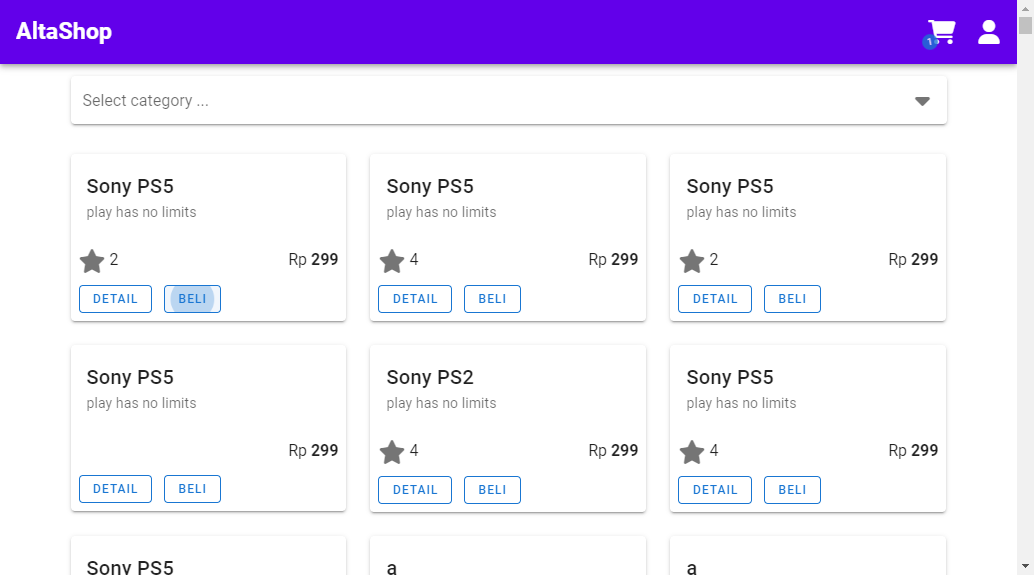 AltaShop
1
Select category ...
Sony PS5
play has no limits
2
Rp 299
DETAIL
BELI
Sony PS5
play has no limits
4
Rp 299
DETAIL
BELI
Sony PS5
play has no limits
2
Rp 299
DETAIL
BELI
Sony PS5
play has no limits
Rp 299
DETAIL
BELI
Sony PS2
play has no limits
4
Rp 299
DETAIL
BELI
Sony PS5
play has no limits
4
Rp 299
DETAIL
BELI
Sony PS5
a
a